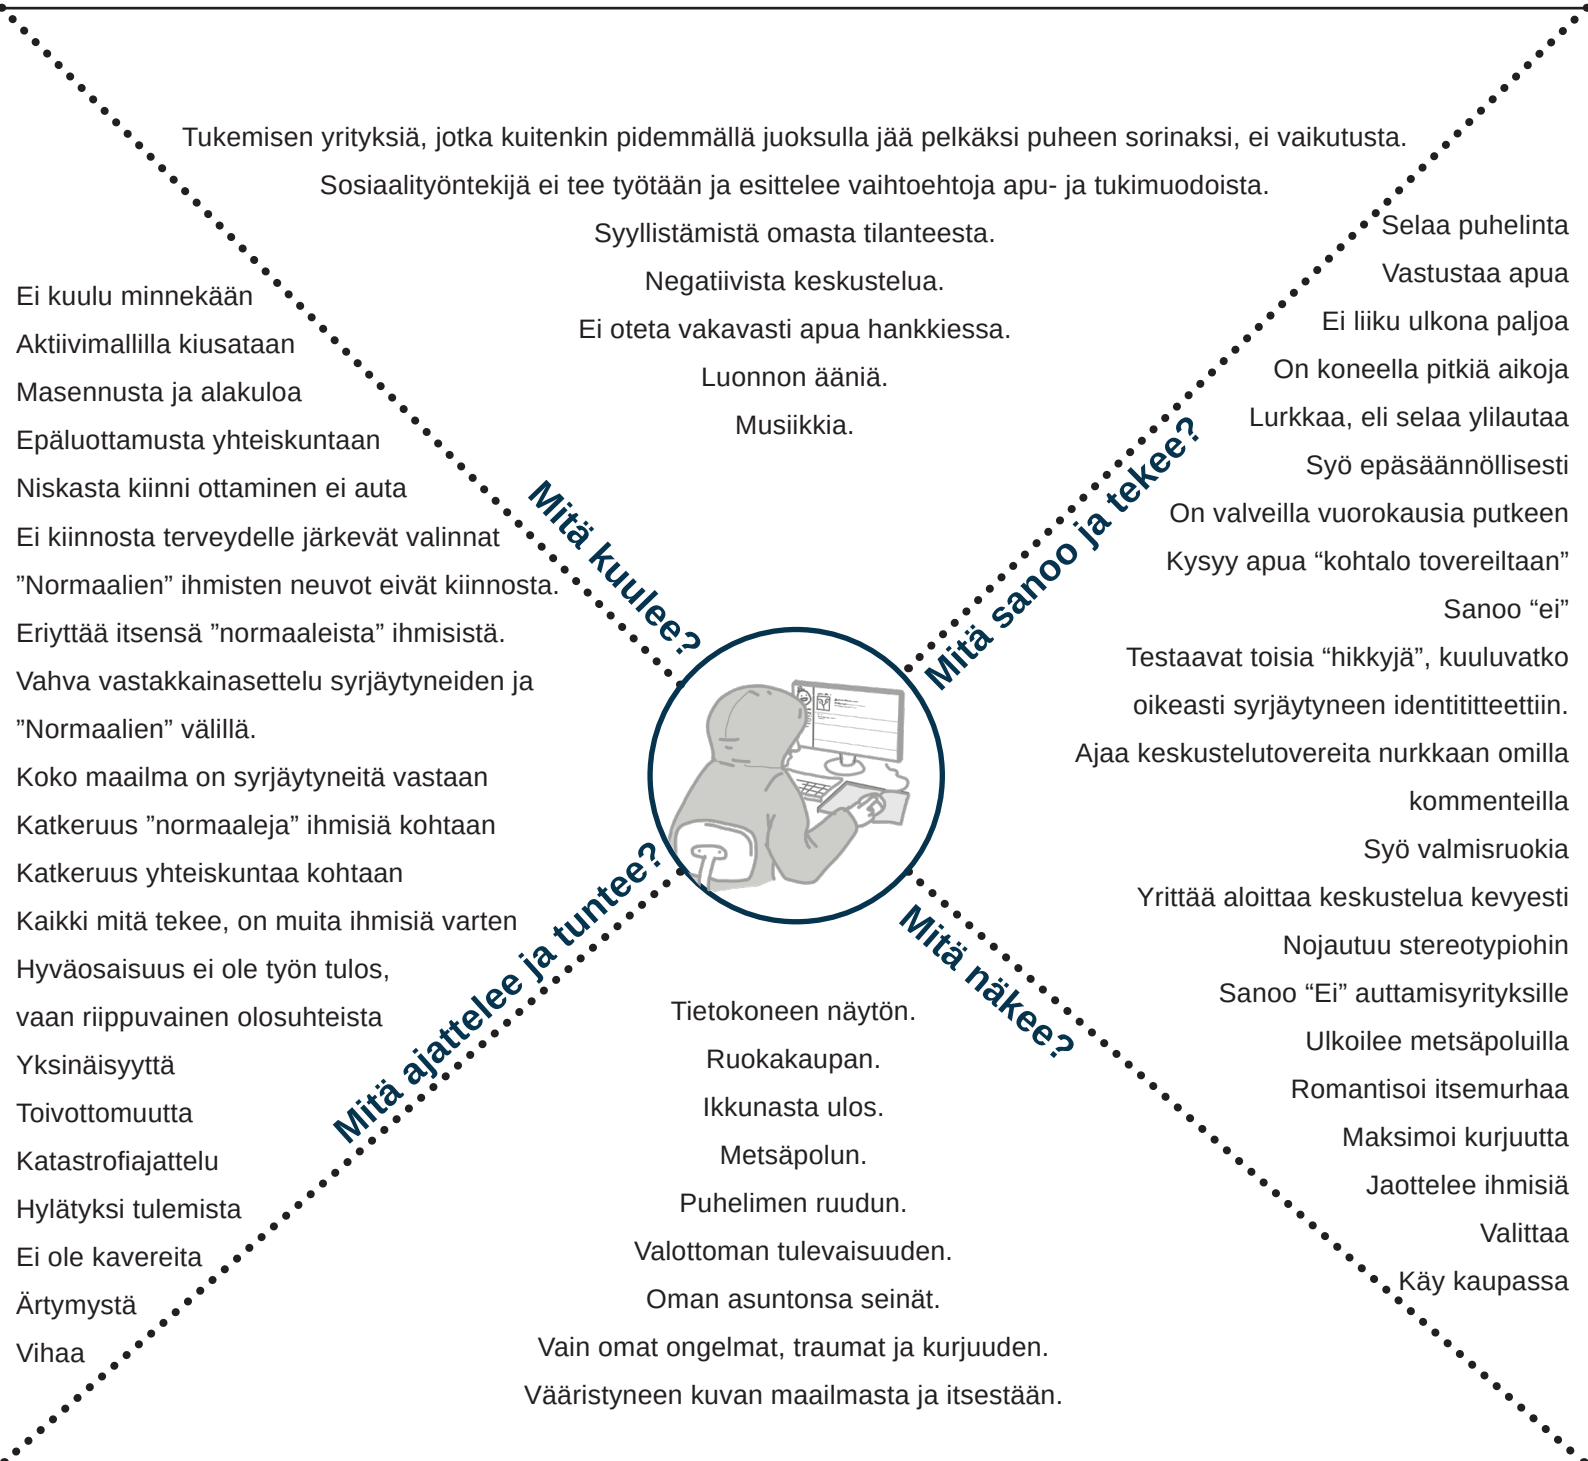 Tukemisen yrityksiä, jotka kuitenkin pidemmällä juoksulla jää pelkäksi puheen sorinaksi, ei vaikutusta.
Sosiaalityöntekijä ei tee työtään ja esittelee vaihtoehtoja apu- ja tukimuodoista.
Syyllistämistä omasta tilanteesta.
Negatiivista keskustelua.
Ei oteta vakavasti apua hankkiessa.
Luonnon ääniä.
Musiikkia.
Mitä kuulee?
Ei kuulu minnekään
Aktiivimallilla kiusataan
Masennusta ja alakuloa
Epäluottamusta yhteiskuntaan
Niskasta kiinni ottaminen ei auta
Ei kiinnosta terveydelle järkevät valinnat
”Normaalien” ihmisten neuvot eivät kiinnosta.
Eriyttää itsensä ”normaaleista” ihmisistä.
Vahva vastakkainasettelu syrjäytyneiden ja
”Normaalien” välillä.
Koko maailma on syrjäytyneitä vastaan
Katkeruus ”normaaleja” ihmisiä kohtaan
Katkeruus yhteiskuntaa kohtaan
Kaikki mitä tekee, on muita ihmisiä varten
Hyväosaisuus ei ole työn tulos,
vaan riippuvainen olosuhteista
Yksinäisyyttä
Toivottomuutta
Katastrofiajattelu
Hylätyksi tulemista
Ei ole kavereita
Ärtymystä
Vihaa
Mitä ajattelee ja tuntee?
Mitä sanoo ja tekee?
Selaa puhelinta
Vastustaa apua
Ei liiku ulkona paljoa
On koneella pitkiä aikoja
Lurkkaa, eli selaa ylilautaa
Syö epäsäännöllisesti
On valveilla vuorokausia putkeen
Kysyy apua “kohtalo tovereiltaan”
Sanoo “ei”
Testaavat toisia “hikkyjä”, kuuluvatko
oikeasti syrjäytyneen identititteettiin.
Ajaa keskustelutovereita nurkkaan omilla
kommenteilla
Syö valmisruokia
Yrittää aloittaa keskustelua kevyesti
Nojautuu stereotypiohin
Sanoo “Ei” auttamisyrityksille
Ulkoilee metsäpoluilla
Romantisoi itsemurhaa
Maksimoi kurjuutta
Jaottelee ihmisiä
Valittaa
Käy kaupassa
Mitä näkee?
Tietokoneen näytön.
Ruokakaupan.
Ikkunasta ulos.
Metsäpolun.
Puhelimen ruudun.
Valottoman tulevaisuuden.
Oman asuntonsa seinät.
Vain omat ongelmat, traumat ja kurjuuden.
Vääristyneen kuvan maailmasta ja itsestään.